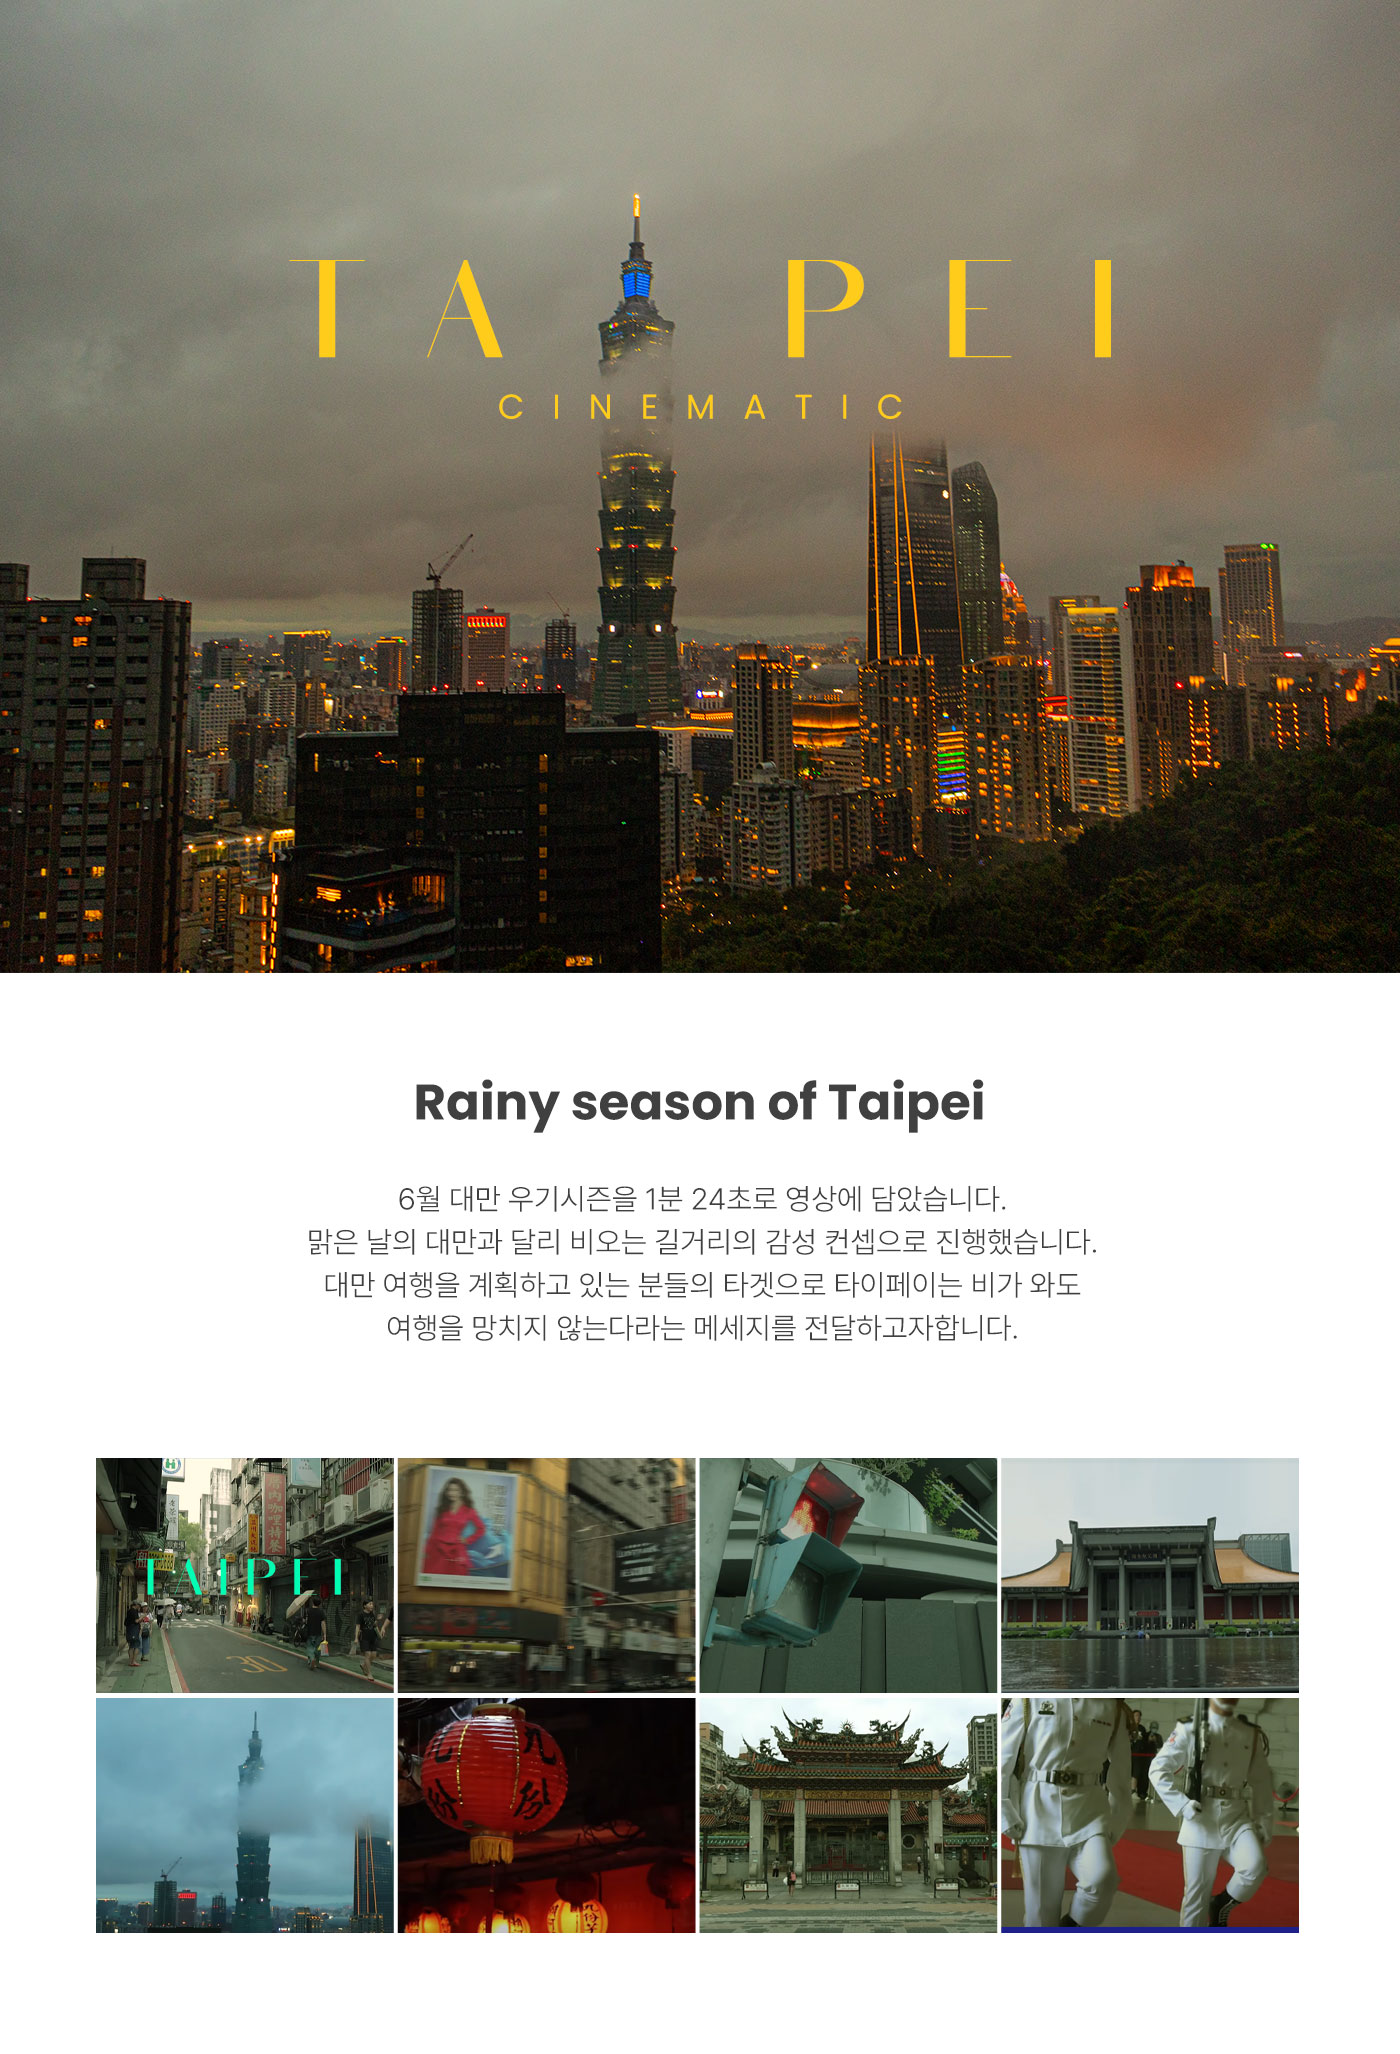 TA PEI
CINEMATIC
Rainy season of Taipei
6월 대만 우기시즌을 1분 24초로 영상에 담았습니다.
맑은 날의 대만과 달리 비오는 길거리의 감성 컨셉으로 진행했습니다.
대만 여행을 계획하고 있는 분들의 타겟으로 타이페이는 비가 와도
여행을 망치지 않는다라는 메세지를 전달하고자합니다.
TAIPEI
30
九份